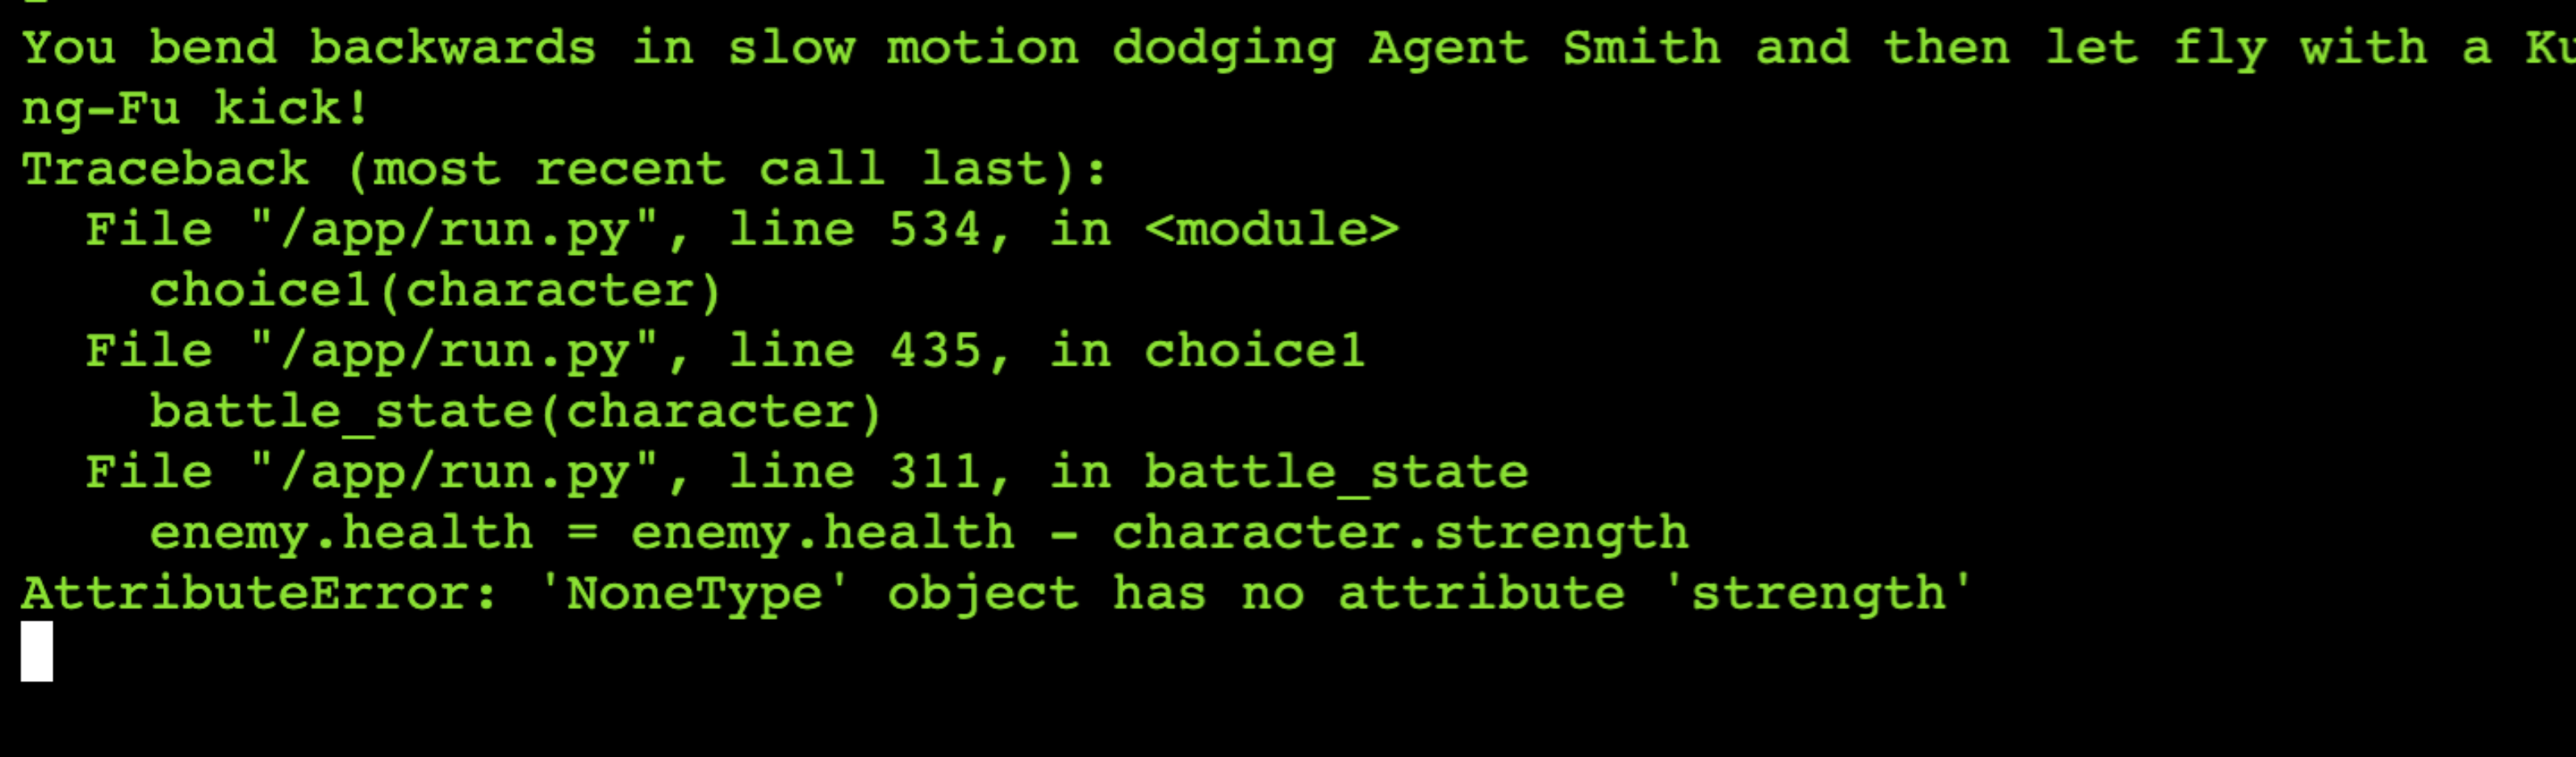 You bend backwards in slow motion dodging Agent Smith and then let fly with a Ku
ng-Fu kick!
Traceback (most recent call last):
  File "/app/run.py", line 534, in <module>
    choice1(character)
  File "/app/run.py", line 435, in choice1
    battle_state(character)
  File "/app/run.py", line 311, in battle_state
    enemy.health = enemy.health - character.strength
AttributeError: 'NoneType' object has no attribute 'strength'